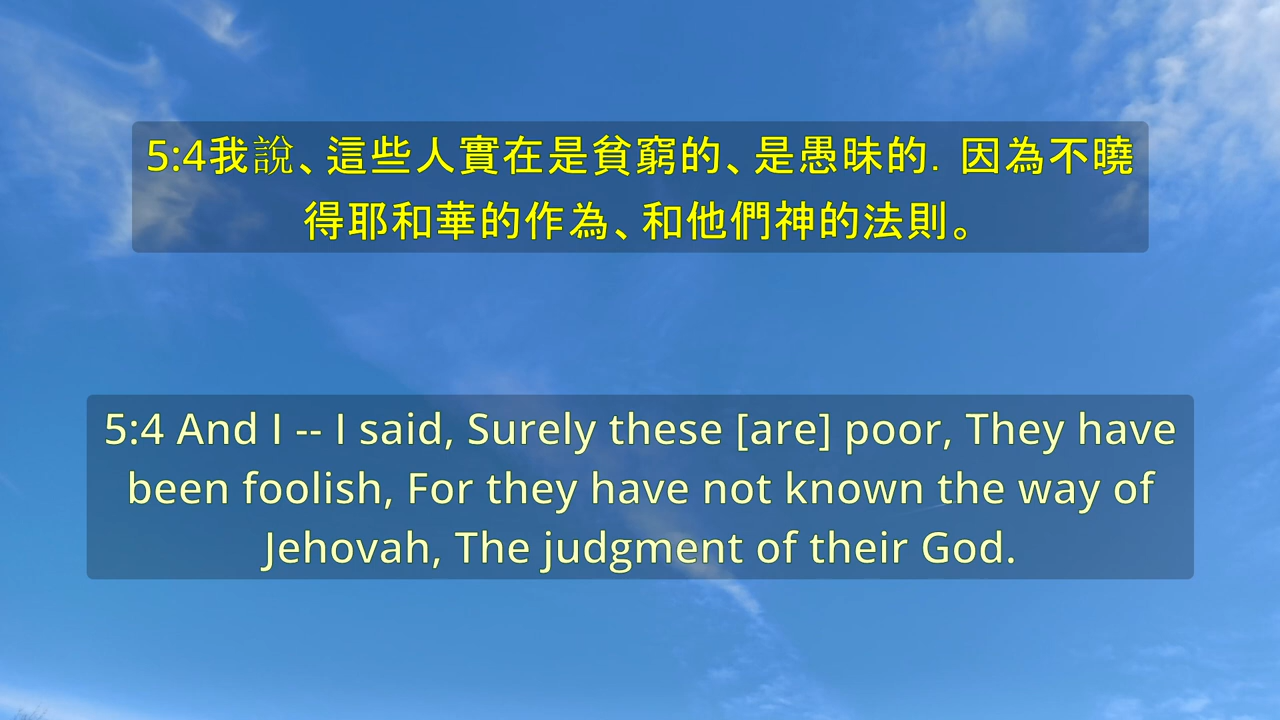 5:4我說、這些人實在是貧窮的、是愚昧的．因為不曉
得耶和華的作為、和他們神的法則。
5:4 And I -- I said, Surely these [are] poor, They have
been foolish, For they have not known the way of
Jehovah, The judgment of their God.